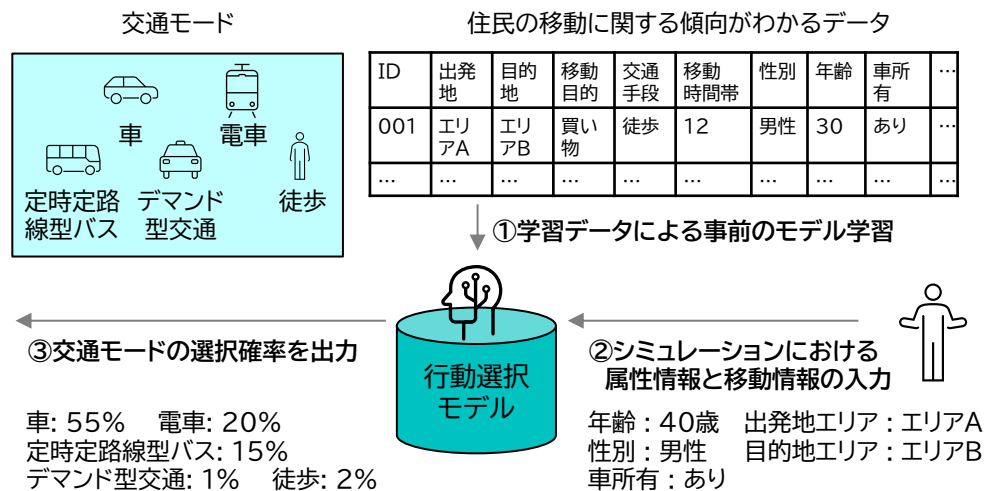 交通モード
車
電車
定時定路
線型バス
デマンド
型交通
徒歩
住民の移動に関する傾向がわかるデータ
ID 出発地 目的地 移動目的 交通手段 移動時間帯 性別 年齢 車所有 …
001 エリアA エリアB 買い物 徒歩 12 男性 30 あり …
… … … … … … … … … …
①学習データによる事前のモデル学習
行動選択
モデル
②シミュレーションにおける
属性情報と移動情報の入力
年齢：40歳 出発地エリア：エリアA
性別：男性 目的地エリア：エリアB
車所有：あり
③交通モードの選択確率を出力
車: 55% 電車: 20%
定時定路線型バス: 15%
デマンド型交通: 1% 徒歩: 2%